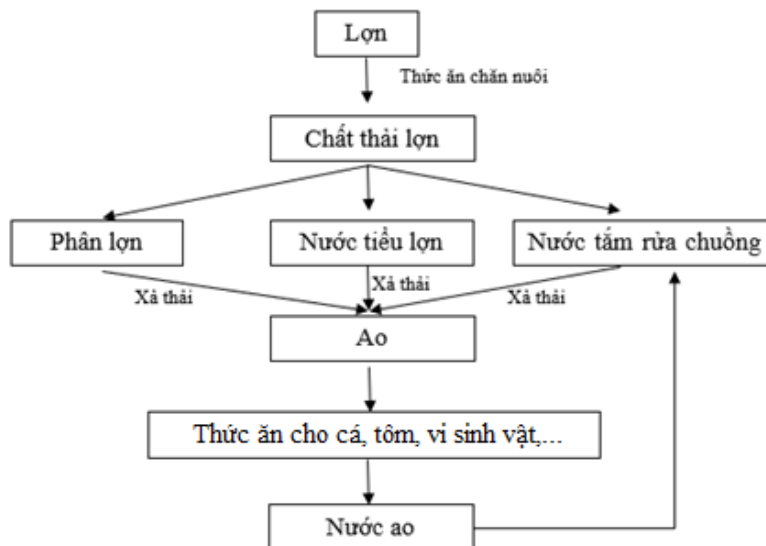 Lợn
Thức ăn chăn nuôi
Chất thải lợn
Phân lợn
Nước tiểu lợn
Nước tắm rửa chuồng
Xả thải
Xả thải
Xả thải
Ao
Thức ăn cho cá, tôm, vi sinh vật,...
Nước ao